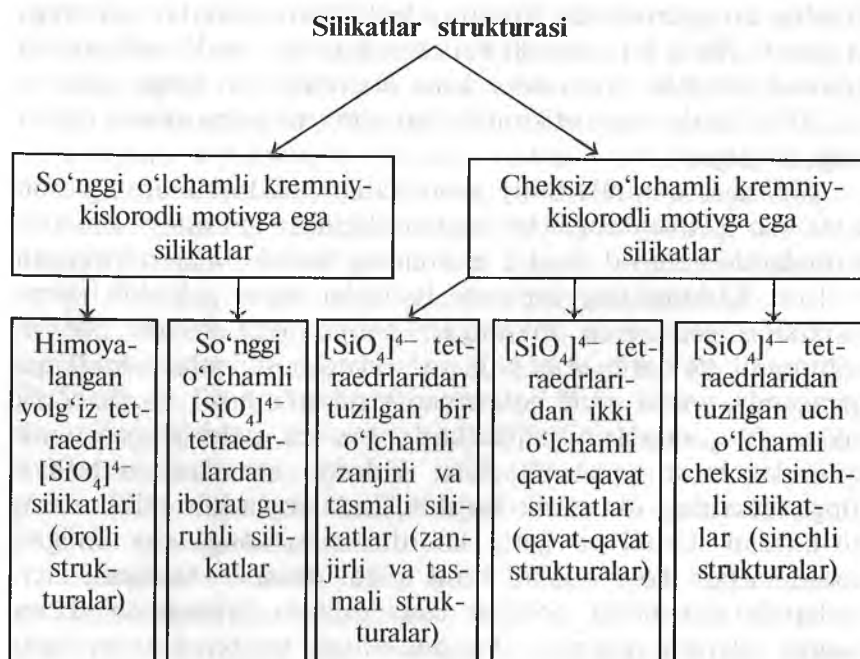 Silikatlar strukturasi
So‘nggi o‘lchamli kremniy-
kislorodli motivga ega
silikatlar
Cheksiz o‘lchamli kremniy-
kislorodli motivga ega
silikatlar
Himoya-
langan
yolg‘iz tet-
raedrli
[SiO₄]⁴⁻
silikatlari
(orolli
struk-
turalar)
So‘nggi
o‘lchamli
[SiO₄]⁴⁻
tetraedr-
lardan
iborat gu-
ruhli sili-
katlar
[SiO₄]⁴⁻ tet-
raedrlaridan
tuzilgan bir
o‘lchamli
zanjirli va
tasmali sili-
katlar (zan-
jirli va tas-
mali struk-
turalar)
[SiO₄]⁴⁻ tet-
raedrlari-
dan ikki
o‘lchamli
qavat-qavat
silikatlar
(qavat-qavat
strukturalar)
[SiO₄]⁴⁻ tet-
raedrlaridan
tuzilgan uch
o‘lchamli
cheksiz sinch-
li silikat-
lar (sinchli
strukturalar)